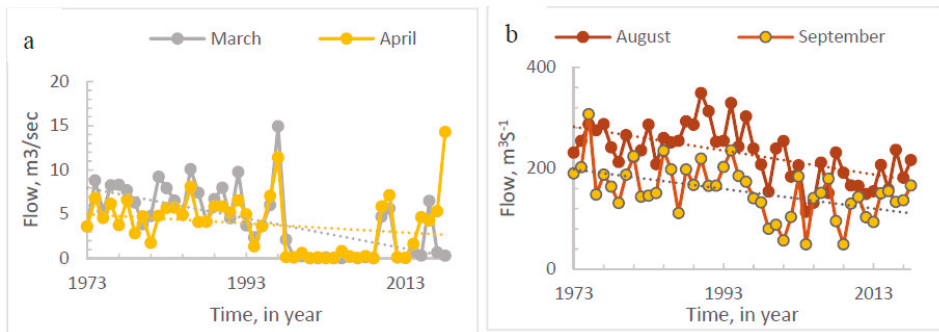 a
March
April
20
15
10
5
0
Flow, m3/sec
1973
1993
2013
Time, in year
b
August
September
400
200
0
Flow, m³S⁻¹
1973
1993
2013
Time, in year